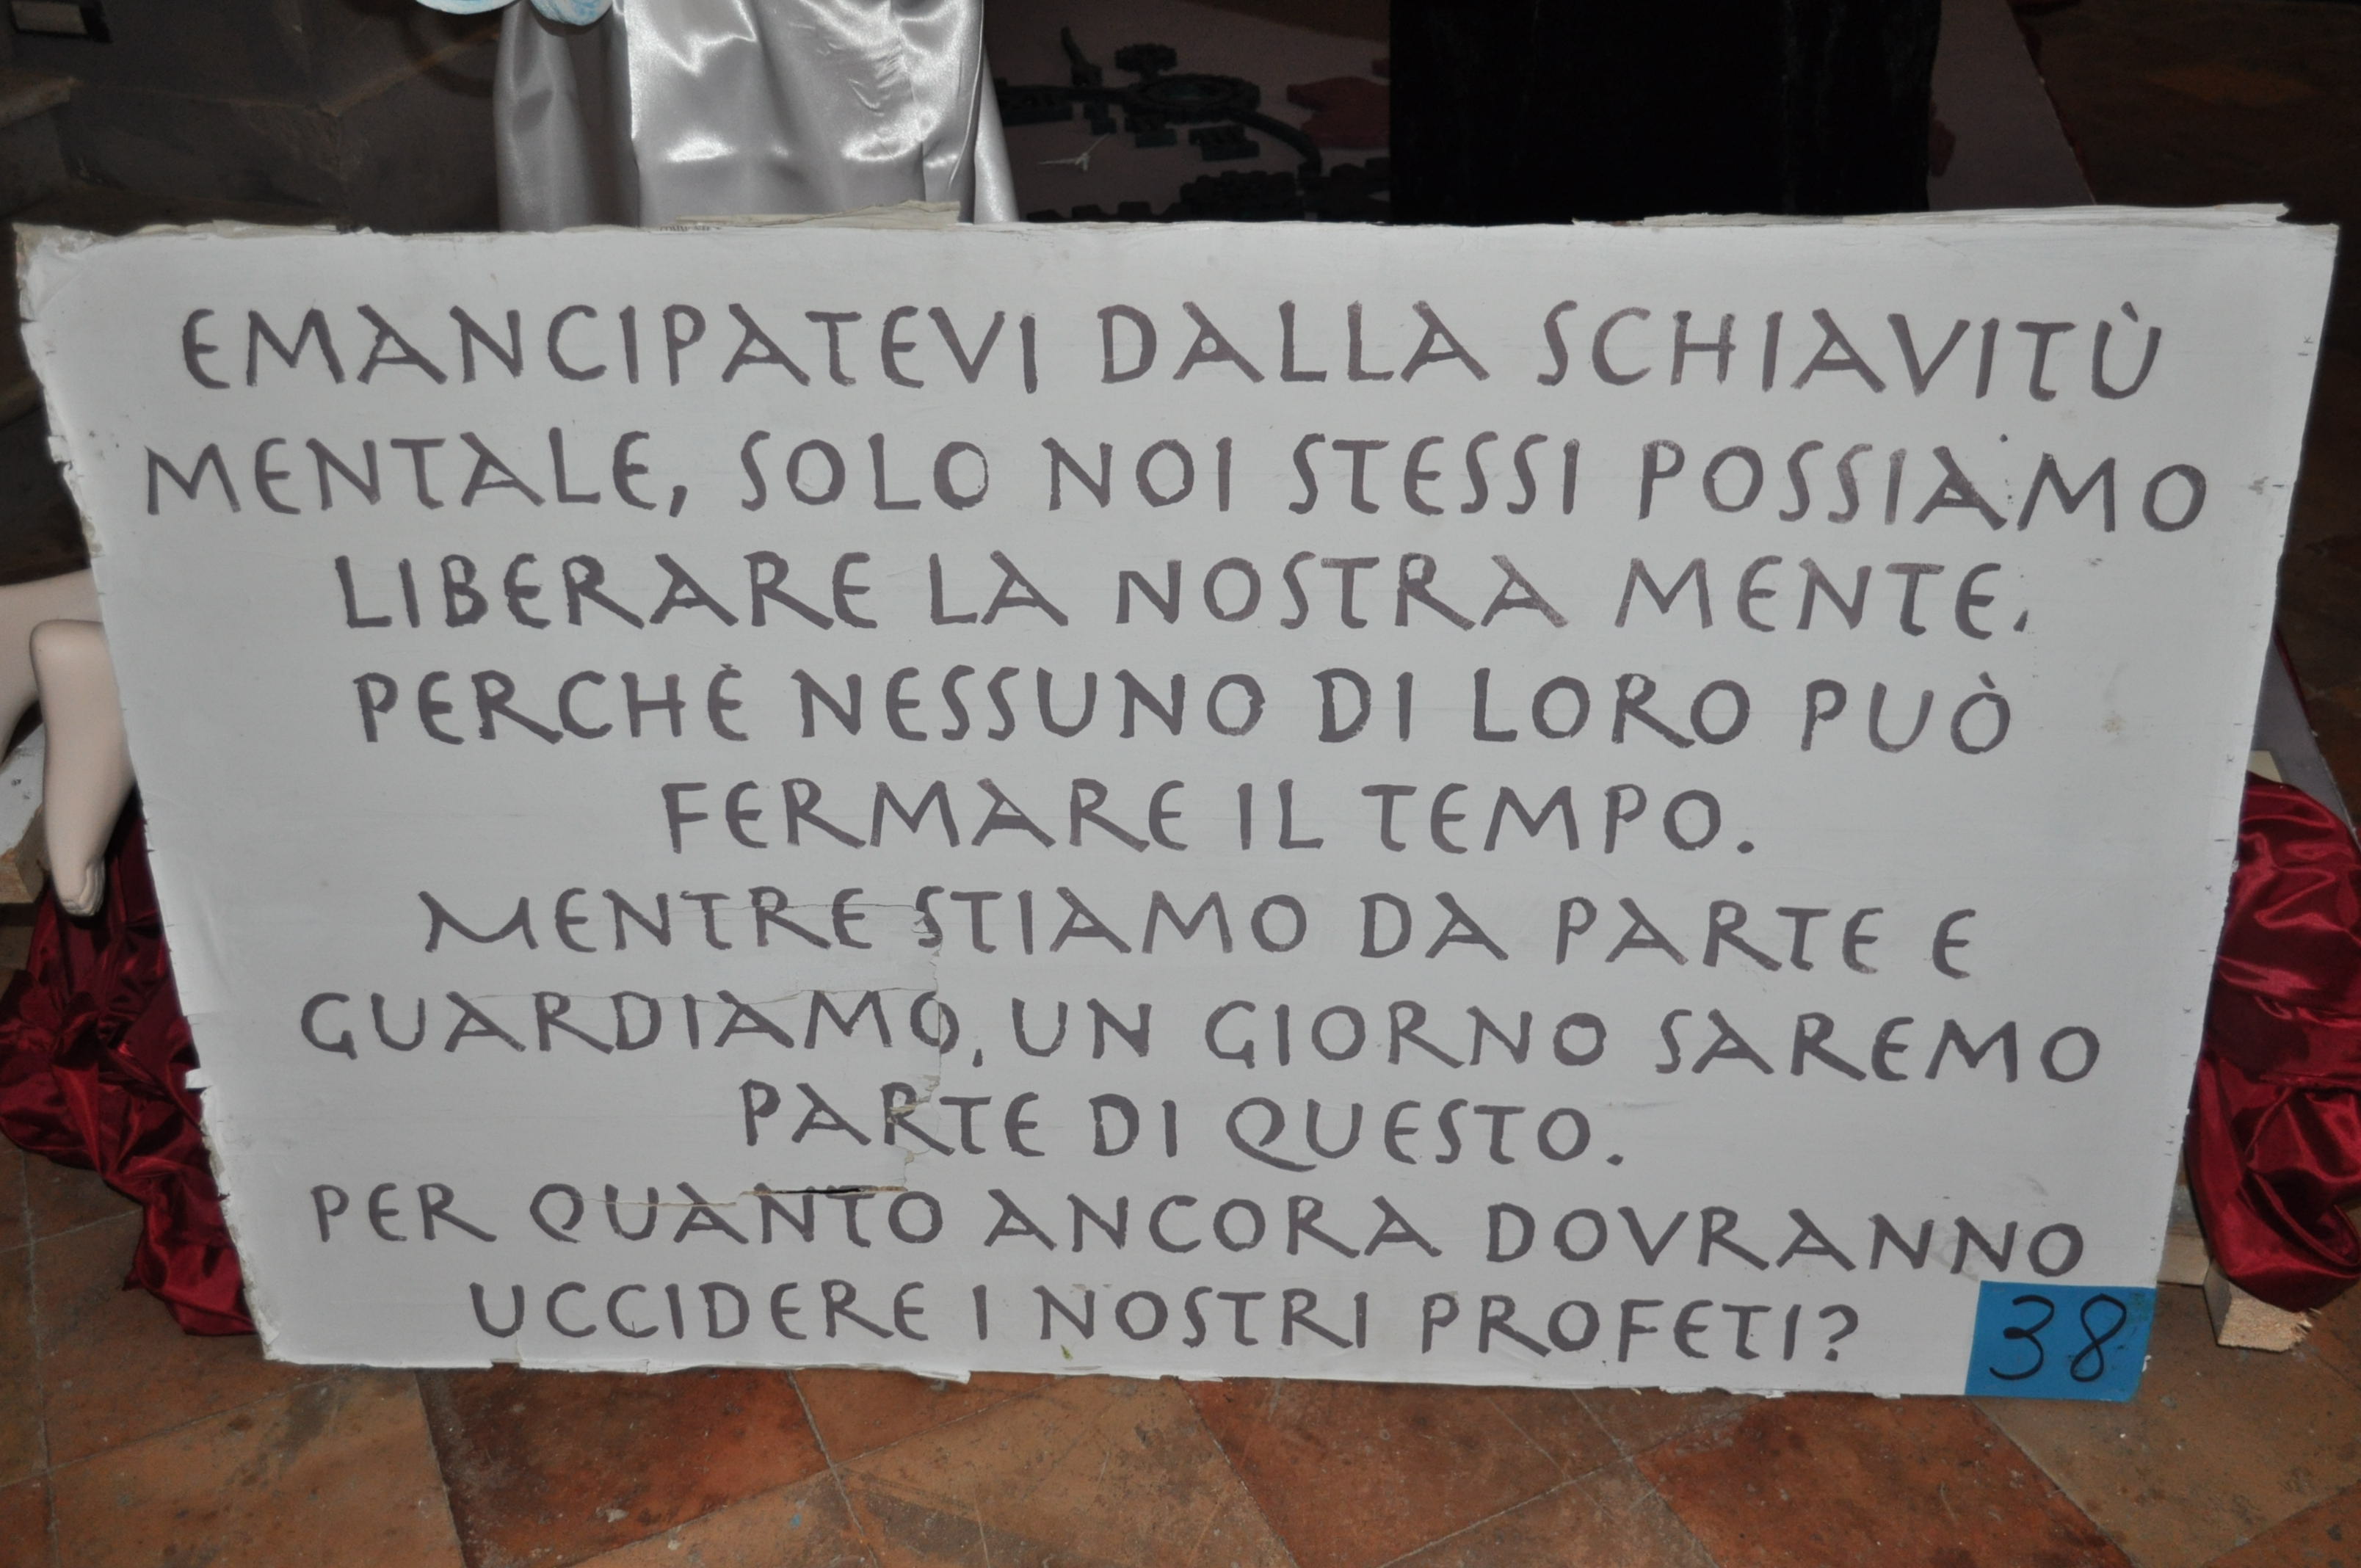 EMANCIPATEVI DALLA SCHIAVITÙ
MENTALE, SOLO NOI STESSI POSSIAMO
LIBERARE LA NOSTRA MENTE.
PERCHÈ NESSUNO DI LORO PUÒ
FERMARE IL TEMPO.
MENTRE STIAMO DA PARTE E
GUARDIAMO, UN GIORNO SAREMO
PARTE DI QUESTO.
PER QUANTO ANCORA DOVRANNO
UCCIDERE I NOSTRI PROFETI?
38